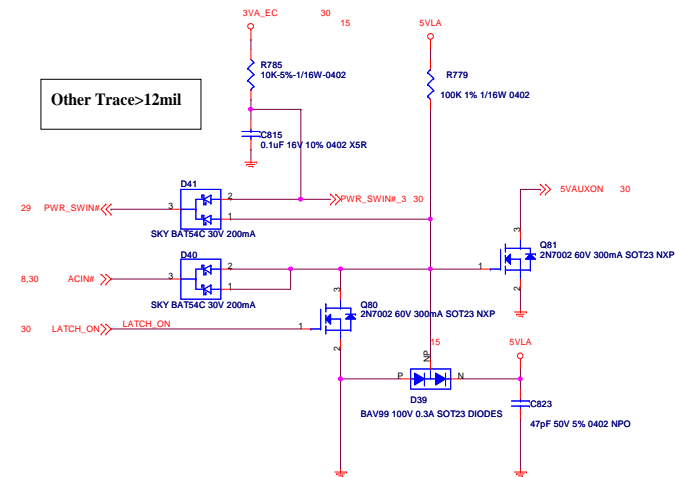 3VA_EC 30
15
5VLA
R785
10K-5%-1/16W-0402
R779
100K 1% 1/16W 0402
Other Trace>12mil
C815
0.1uF 16V 10% 0402 X5R
D41
3 2
1
29 PWR_SWIN#
PWR_SWIN#_3 30
SKY BAT54C 30V 200mA
5VAUXON 30
D40
3 2
1
8,30 ACIN#
SKY BAT54C 30V 200mA
3
1
2
Q81
2N7002 60V 300mA SOT23 NXP
30 LATCH_ON LATCH_ON
3
1
2
Q80
2N7002 60V 300mA SOT23 NXP
15
5VLA
NP
P N
D39
BAV99 100V 0.3A SOT23 DIODES
C823
47pF 50V 5% 0402 NPO